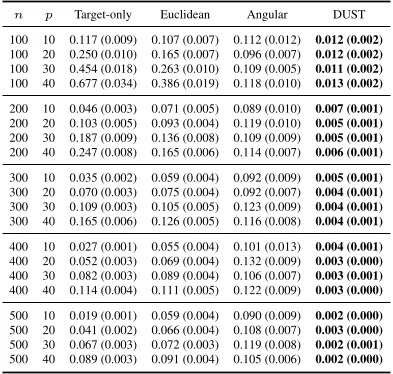 n p Target-only Euclidean Angular DUST
100 10 0.117 (0.009) 0.107 (0.007) 0.112 (0.012) 0.012 (0.002)
100 20 0.250 (0.010) 0.165 (0.007) 0.096 (0.007) 0.012 (0.002)
100 30 0.454 (0.018) 0.263 (0.010) 0.109 (0.005) 0.011 (0.002)
100 40 0.677 (0.034) 0.386 (0.019) 0.118 (0.010) 0.013 (0.002)
200 10 0.046 (0.003) 0.071 (0.005) 0.089 (0.010) 0.007 (0.001)
200 20 0.103 (0.005) 0.093 (0.004) 0.119 (0.010) 0.005 (0.001)
200 30 0.187 (0.009) 0.136 (0.008) 0.109 (0.009) 0.005 (0.001)
200 40 0.247 (0.008) 0.165 (0.006) 0.114 (0.007) 0.006 (0.001)
300 10 0.035 (0.002) 0.059 (0.004) 0.092 (0.009) 0.005 (0.001)
300 20 0.070 (0.003) 0.075 (0.004) 0.092 (0.007) 0.004 (0.001)
300 30 0.109 (0.003) 0.105 (0.005) 0.123 (0.009) 0.004 (0.001)
300 40 0.165 (0.006) 0.126 (0.005) 0.116 (0.008) 0.004 (0.001)
400 10 0.027 (0.001) 0.055 (0.004) 0.101 (0.013) 0.004 (0.001)
400 20 0.052 (0.003) 0.069 (0.004) 0.132 (0.009) 0.003 (0.000)
400 30 0.082 (0.003) 0.089 (0.004) 0.106 (0.007) 0.003 (0.001)
400 40 0.114 (0.004) 0.111 (0.005) 0.122 (0.009) 0.003 (0.000)
500 10 0.019 (0.001) 0.059 (0.004) 0.090 (0.009) 0.002 (0.000)
500 20 0.041 (0.002) 0.066 (0.004) 0.108 (0.007) 0.003 (0.000)
500 30 0.067 (0.003) 0.072 (0.003) 0.119 (0.008) 0.002 (0.001)
500 40 0.089 (0.003) 0.091 (0.004) 0.105 (0.006) 0.002 (0.000)